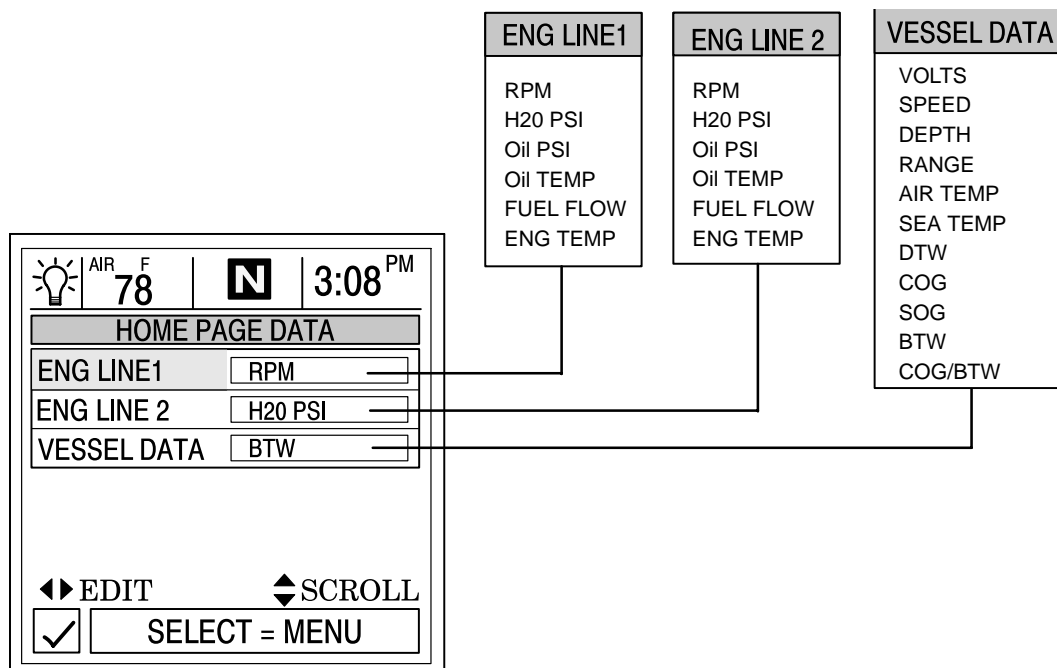 ENG LINE1
RPM
H20 PSI
Oil PSI
Oil TEMP
FUEL FLOW
ENG TEMP
ENG LINE 2
RPM
H20 PSI
Oil PSI
Oil TEMP
FUEL FLOW
ENG TEMP
VESSEL DATA
VOLTS
SPEED
DEPTH
RANGE
AIR TEMP
SEA TEMP
DTW
COG
SOG
BTW
COG/BTW
AIR 78 F N 3:08 PM
HOME PAGE DATA
ENG LINE1 RPM
ENG LINE 2 H20 PSI
VESSEL DATA BTW
EDIT SCROLL
SELECT = MENU